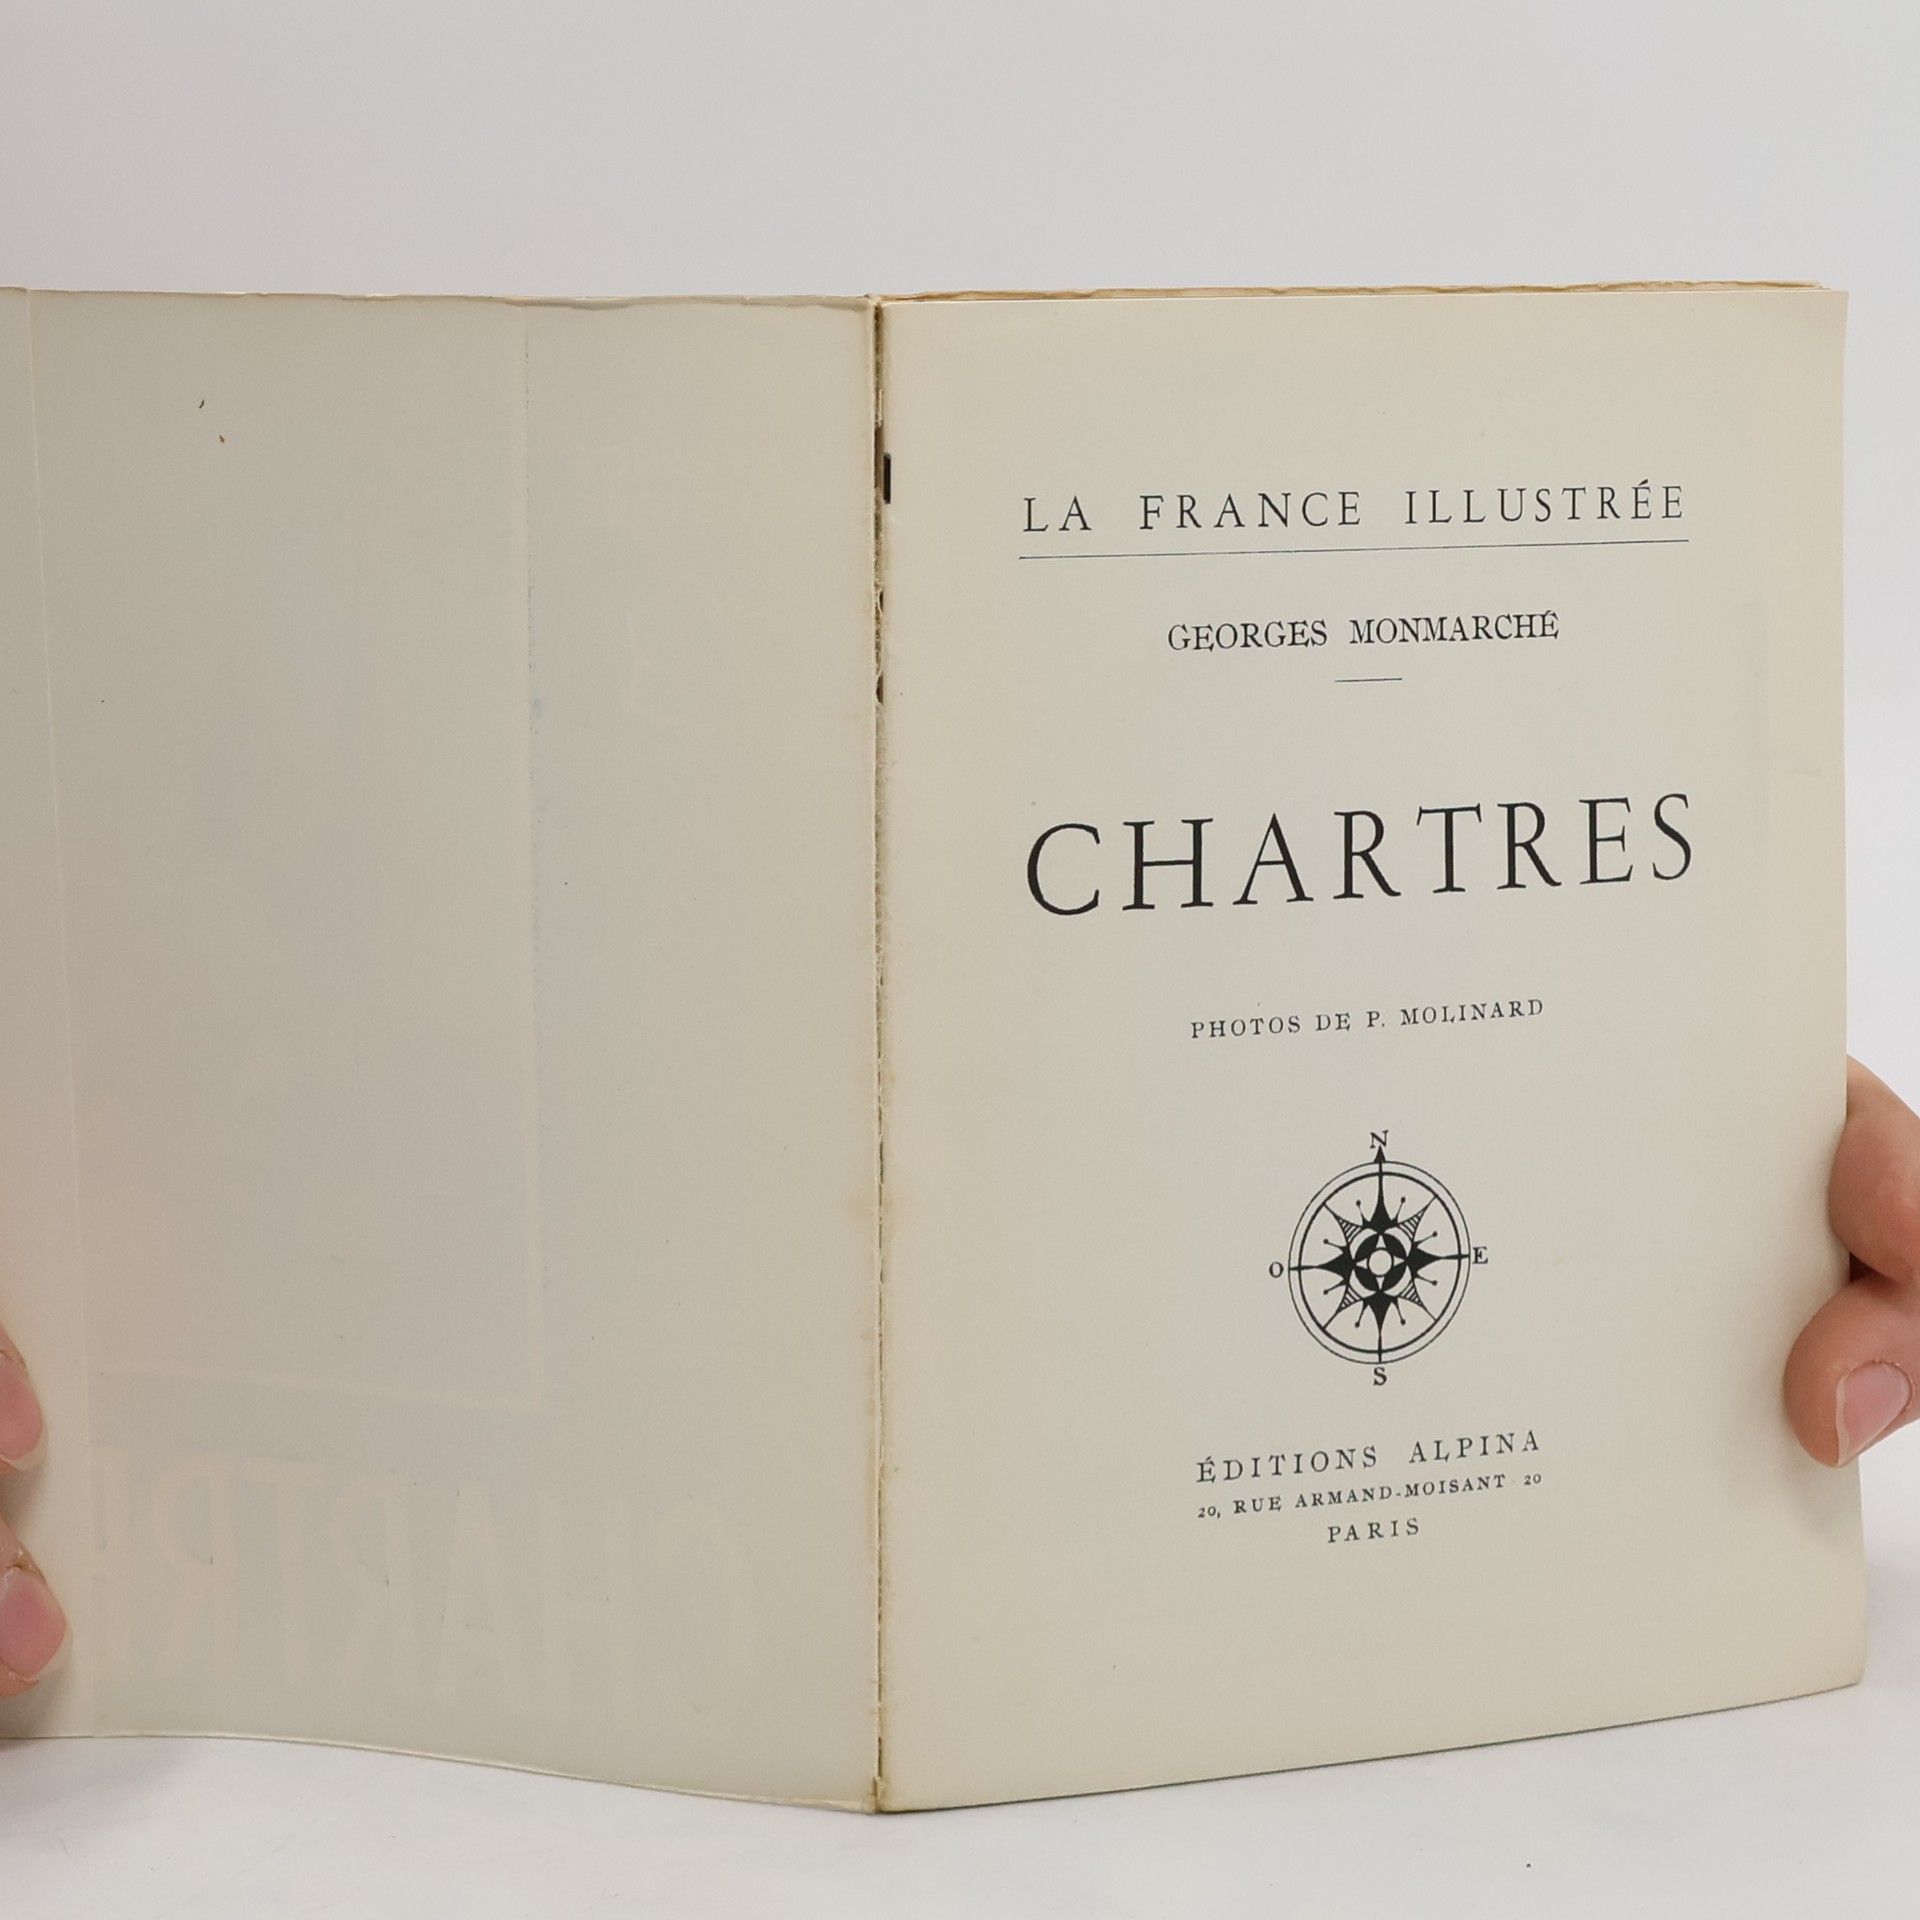 LA FRANCE ILLUSTRÉE
GEORGES MONMARCHÉ
CHARTRES
PHOTOS DE P. MOLINARD
N
O E
S
ÉDITIONS ALPINA
20, RUE ARMAND-MOISANT 20
PARIS